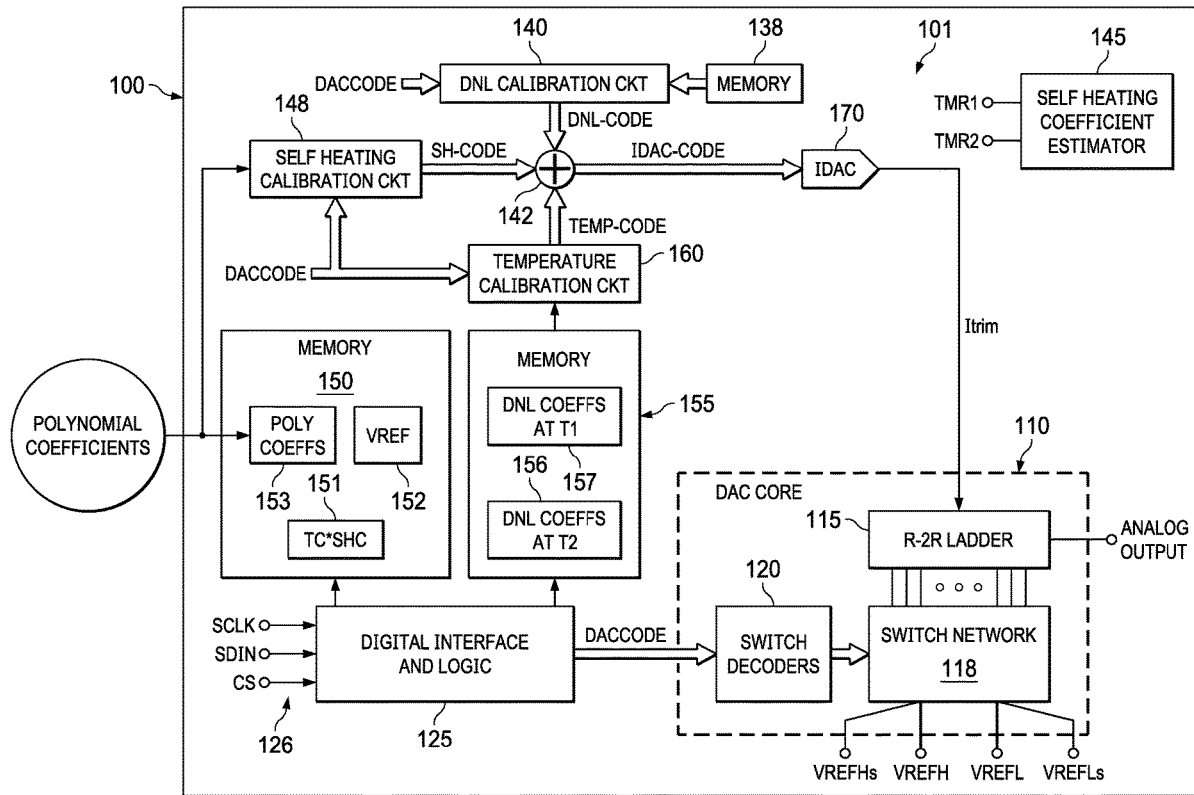 140
138
101
145
100
DACCODE
DNL CALIBRATION CKT
MEMORY
TMR1
TMR2
SELF HEATING
COEFFICIENT
ESTIMATOR
148
DNL-CODE
170
SELF HEATING
CALIBRATION CKT
SH-CODE
IDAC-CODE
IDAC
142
TEMP-CODE
160
DACCODE
TEMPERATURE
CALIBRATION CKT
Itrim
MEMORY
150
POLY
COEFFS
VREF
153
151
152
TC*SHC
MEMORY
DNL COEFFS
AT T1
155
156
157
DNL COEFFS
AT T2
POLYNOMIAL
COEFFICIENTS
110
DAC CORE
115
R-2R LADDER
ANALOG
OUTPUT
120
SWITCH
DECODERS
SWITCH NETWORK
118
SCLK
SDIN
CS
126
DIGITAL INTERFACE
AND LOGIC
125
DACCODE
VREFHs
VREFH
VREFL
VREFLs